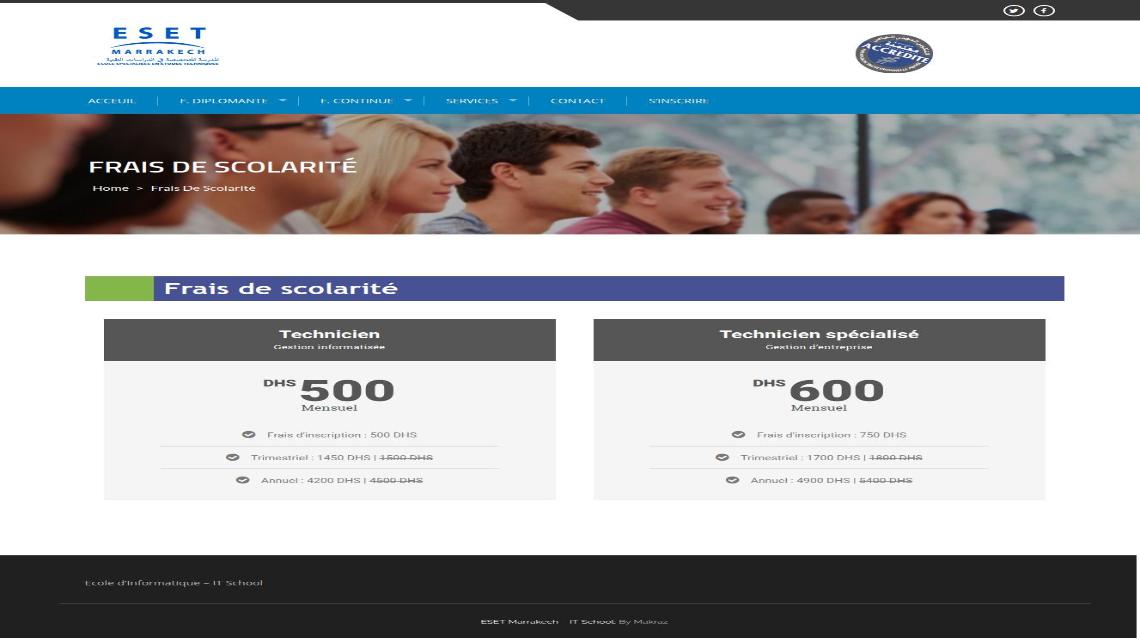 ESET
MARRAKECH
ECOLE SPECIALISEE EN ETUDES TECHNIQUES
ACCREDITE
ACCEUIL
F. DIPLOMANTE
F. CONTINUE
SERVICES
CONTACT
S'INSCRIRE
FRAIS DE SCOLARITÉ
Home > Frais De Scolarité
Frais de scolarité
Technicien
Gestion informatisée
DHS 500
Mensuel
Frais d'inscription : 500 DHS
Trimestriel : 1450 DHS | 1500 DHS
Annuel : 4200 DHS | 4500 DHS
Technicien spécialisé
Gestion d'entreprise
DHS 600
Mensuel
Frais d'inscription : 750 DHS
Trimestriel : 1700 DHS | 1800 DHS
Annuel : 4900 DHS | 5400 DHS
Ecole d'Informatique – IT School
ESET Marrakech IT School. By Makraz